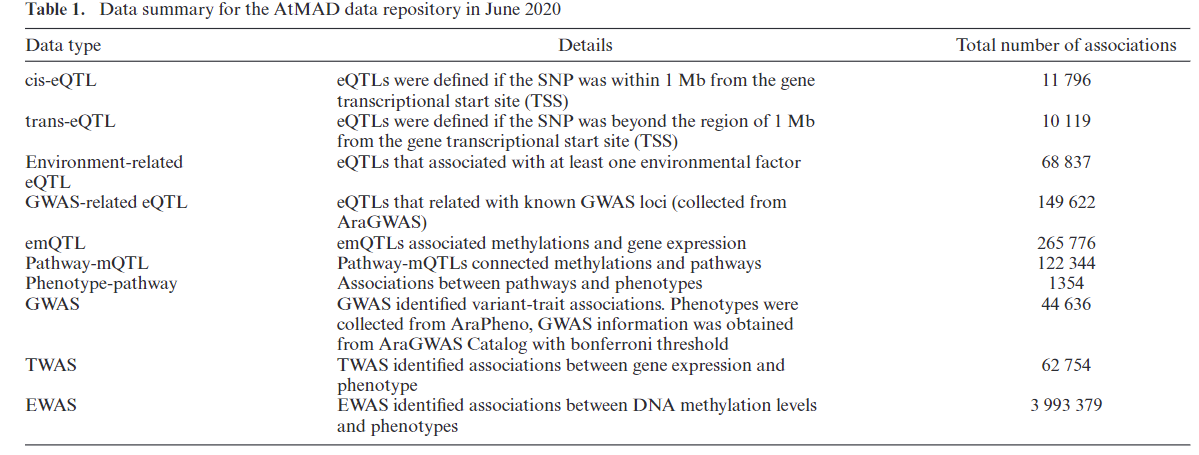 Table 1. Data summary for the AtMAD data repository in June 2020
Data type Details Total number of associations
cis-eQTL eQTLs were defined if the SNP was within 1 Mb from the gene 11 796
transcriptional start site (TSS)
trans-eQTL eQTLs were defined if the SNP was beyond the region of 1 Mb 10 119
from the gene transcriptional start site (TSS)
Environment-related eQTLs that associated with at least one environmental factor 68 837
eQTL
GWAS-related eQTL eQTLs that related with known GWAS loci (collected from 149 622
AraGWAS)
emQTL emQTLs associated methylations and gene expression 265 776
Pathway-mQTL Pathway-mQTLs connected methylations and pathways 122 344
Phenotype-pathway Associations between pathways and phenotypes 1354
GWAS GWAS identified variant-trait associations. Phenotypes were 44 636
collected from AraPheno, GWAS information was obtained
from AraGWAS Catalog with bonferroni threshold
TWAS TWAS identified associations between gene expression and 62 754
phenotype
EWAS EWAS identified associations between DNA methylation levels 3 993 379
and phenotypes